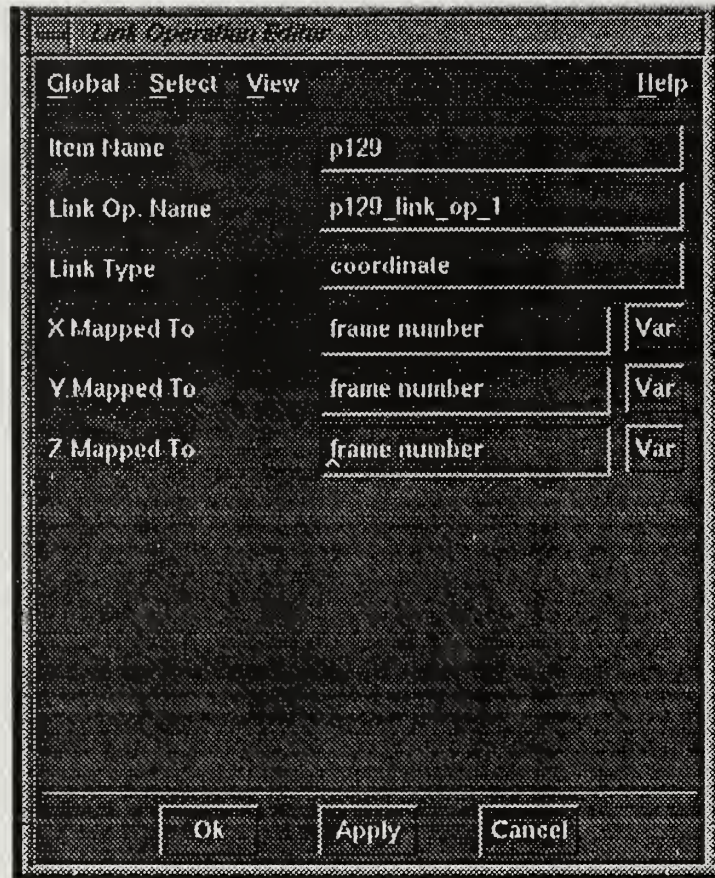 Link Operation Editor
Global Select View Help
Item Name p129
Link Op. Name p129_link_op_1
Link Type coordinate
X Mapped To frame number Var
Y Mapped To frame number Var
Z Mapped To frame number Var
Ok Apply Cancel